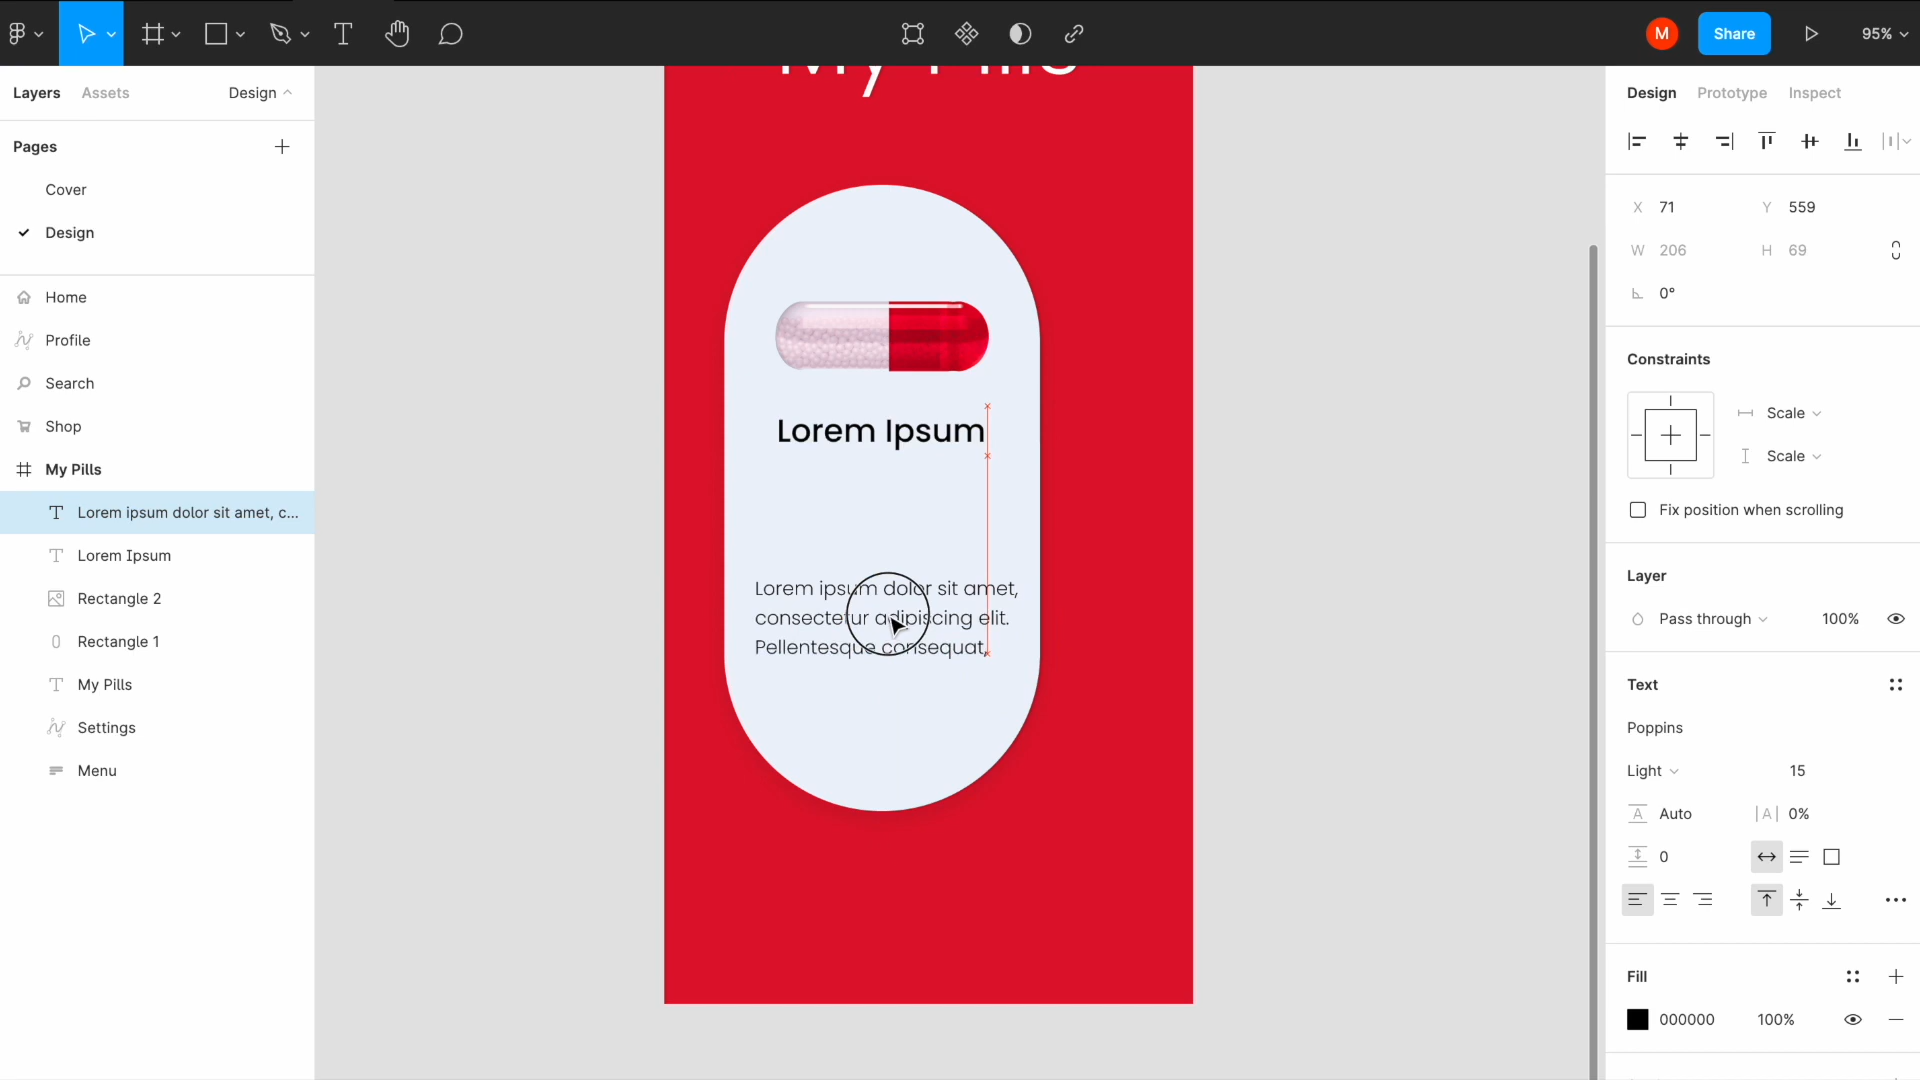 M
Share
95%
Layers
Assets
Design
Pages
Cover
Design
Home
Profile
Search
Shop
My Pills
Lorem ipsum dolor sit amet, c...
Lorem Ipsum
Rectangle 2
Rectangle 1
My Pills
Settings
Menu
My Pills
Lorem Ipsum
Lorem ipsum dolor sit amet,
consectetur adipiscing elit.
Pellentesque consequat,
Design
Prototype
Inspect
X 71
Y 559
W 206
H 69
0°
Constraints
Scale
Scale
Fix position when scrolling
Layer
Pass through
100%
Text
Poppins
Light
15
A Auto
|A| 0%
0
Fill
000000
100%